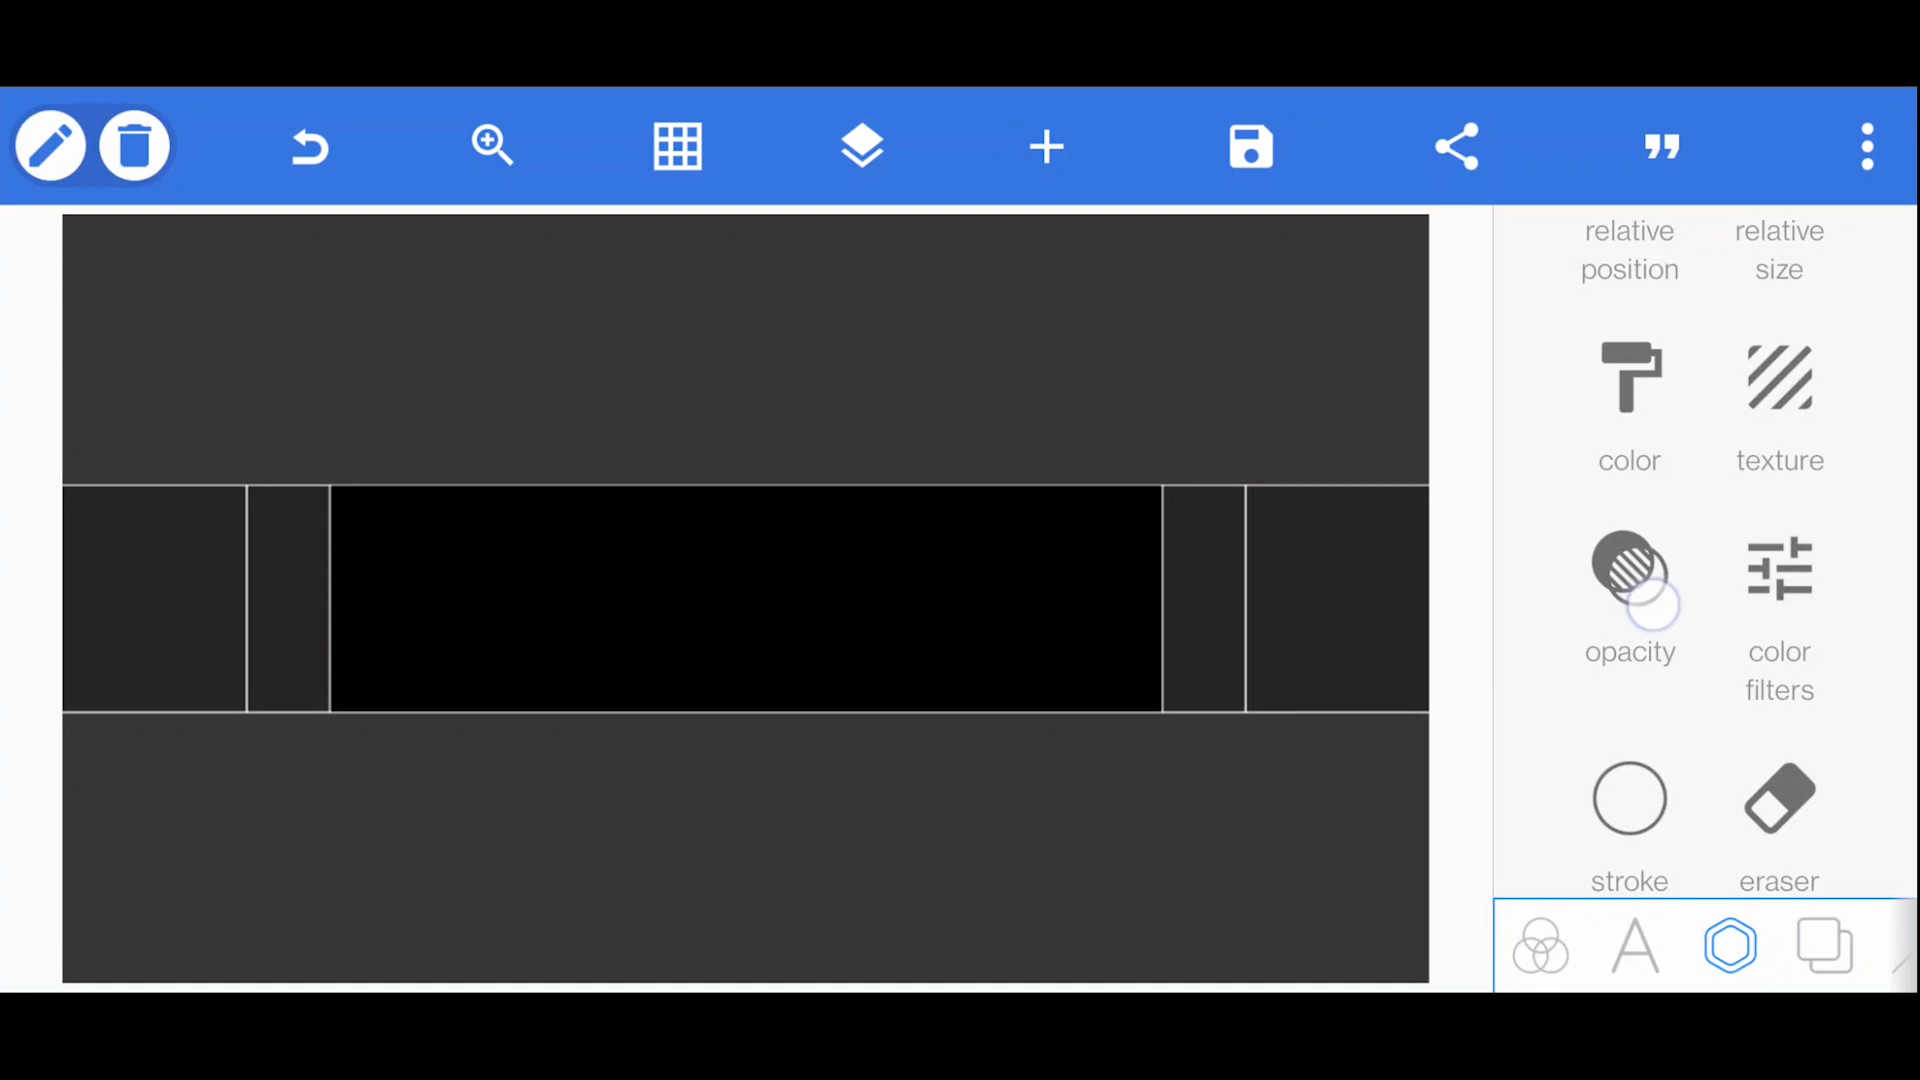 relative
position
relative
size
color
texture
opacity
color
filters
stroke
eraser